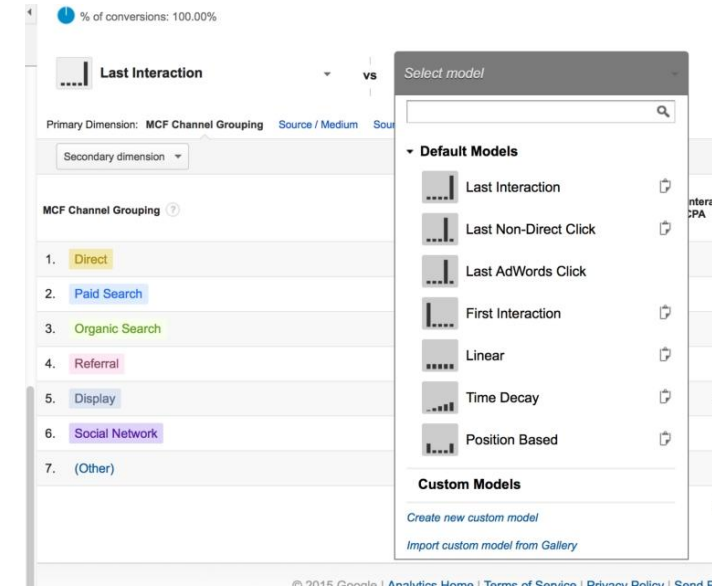 % of conversions: 100.00%
Last Interaction
vs
Select model
Primary Dimension: MCF Channel Grouping Source / Medium Sour
Secondary dimension
MCF Channel Grouping ?
1. Direct
2. Paid Search
3. Organic Search
4. Referral
5. Display
6. Social Network
7. (Other)
Default Models
Last Interaction
Last Non-Direct Click
Last AdWords Click
First Interaction
Linear
Time Decay
Position Based
Custom Models
Create new custom model
Import custom model from Gallery
CPA
© 2015 Google | Analytics Home | Terms of Service | Privacy Policy | Send